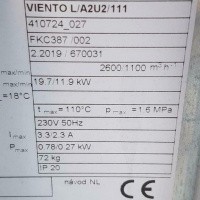 VIENTO L/A2U2/111
410724_027
FKC387 /002
2.2019 / 670031
max/min 2600/1100 m³h⁻¹
max/min 19.7/11.9 kW
=18°C
t max=110°C p =1.6 MPa
230V 50Hz
I max 3.3/2.3 A
P max 0.78/0.27 kW
72 kg
IP 20
návod NL CE